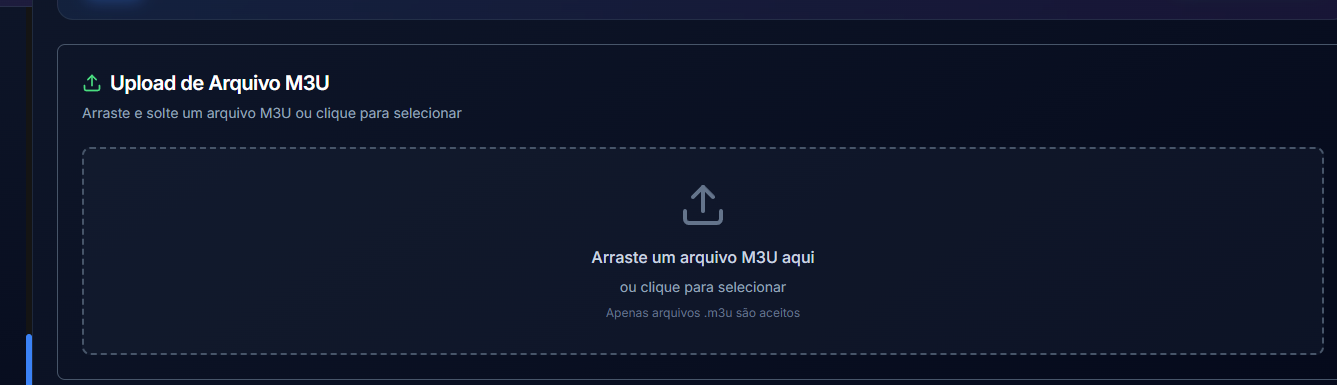 Upload de Arquivo M3U
Arraste e solte um arquivo M3U ou clique para selecionar
Arraste um arquivo M3U aqui
ou clique para selecionar
Apenas arquivos .m3u são aceitos